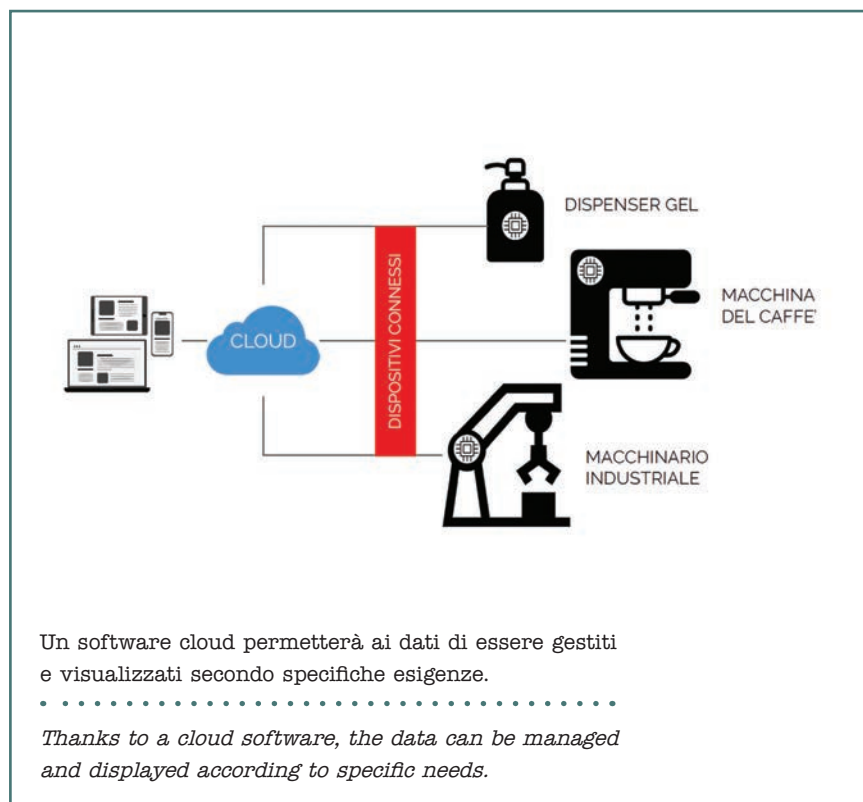 DISPENSER GEL
MACCHINA
DEL CAFFE'
CLOUD
DISPOSITIVI CONNESSI
MACCHINARIO
INDUSTRIALE
Un software cloud permetterà ai dati di essere gestiti
e visualizzati secondo specifiche esigenze.
Thanks to a cloud software, the data can be managed
and displayed according to specific needs.